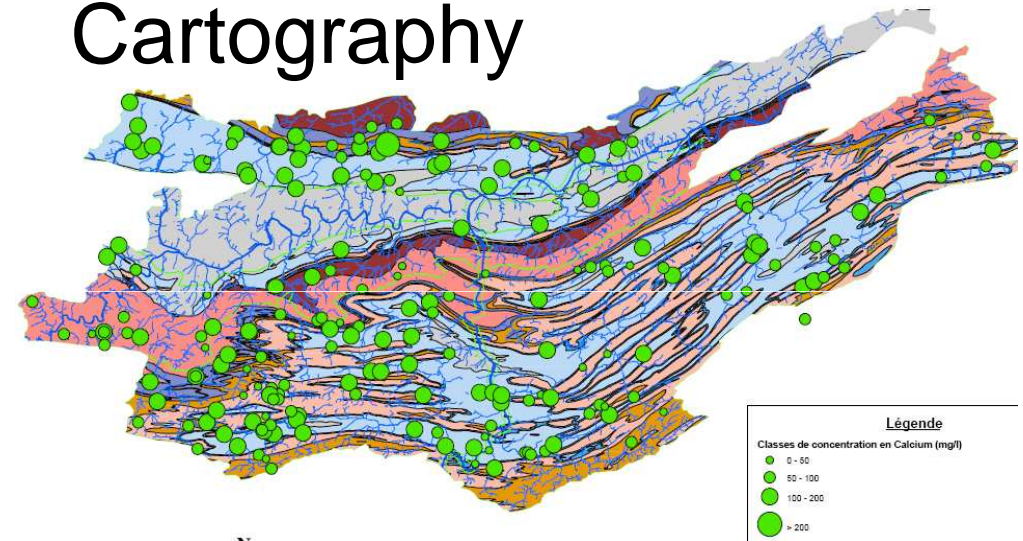 Cartography
Légende
Classes de concentration en Calcium (mg/l)
0 - 50
50 - 100
100 - 200
> 200